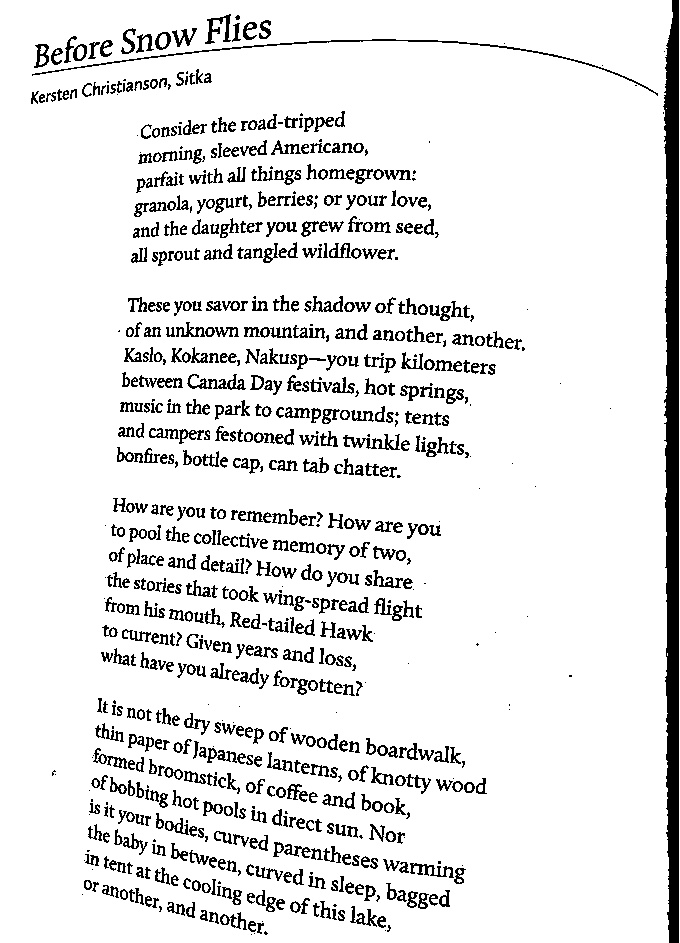 Before Snow Flies
Kersten Christianson, Sitka
Consider the road-tripped
morning, sleeved Americano,
parfait with all things homegrown:
granola, yogurt, berries; or your love,
and the daughter you grew from seed,
all sprout and tangled wildflower.
These you savor in the shadow of thought,
of an unknown mountain, and another, another.
Kaslo, Kokanee, Nakusp—you trip kilometers
between Canada Day festivals, hot springs,
music in the park to campgrounds; tents
and campers festooned with twinkle lights,
bonfires, bottle cap, can tab chatter.
How are you to remember? How are you
to pool the collective memory of two,
of place and detail? How do you share
the stories that took wing-spread flight
from his mouth, Red-tailed Hawk
to current? Given years and loss,
what have you already forgotten?
It is not the dry sweep of wooden boardwalk,
thin paper of Japanese lanterns, of knotty wood
formed broomstick, of coffee and book,
of bobbing hot pools in direct sun. Nor
is it your bodies, curved parentheses warming
the baby in between, curved in sleep, bagged
in tent at the cooling edge of this lake,
or another, and another.